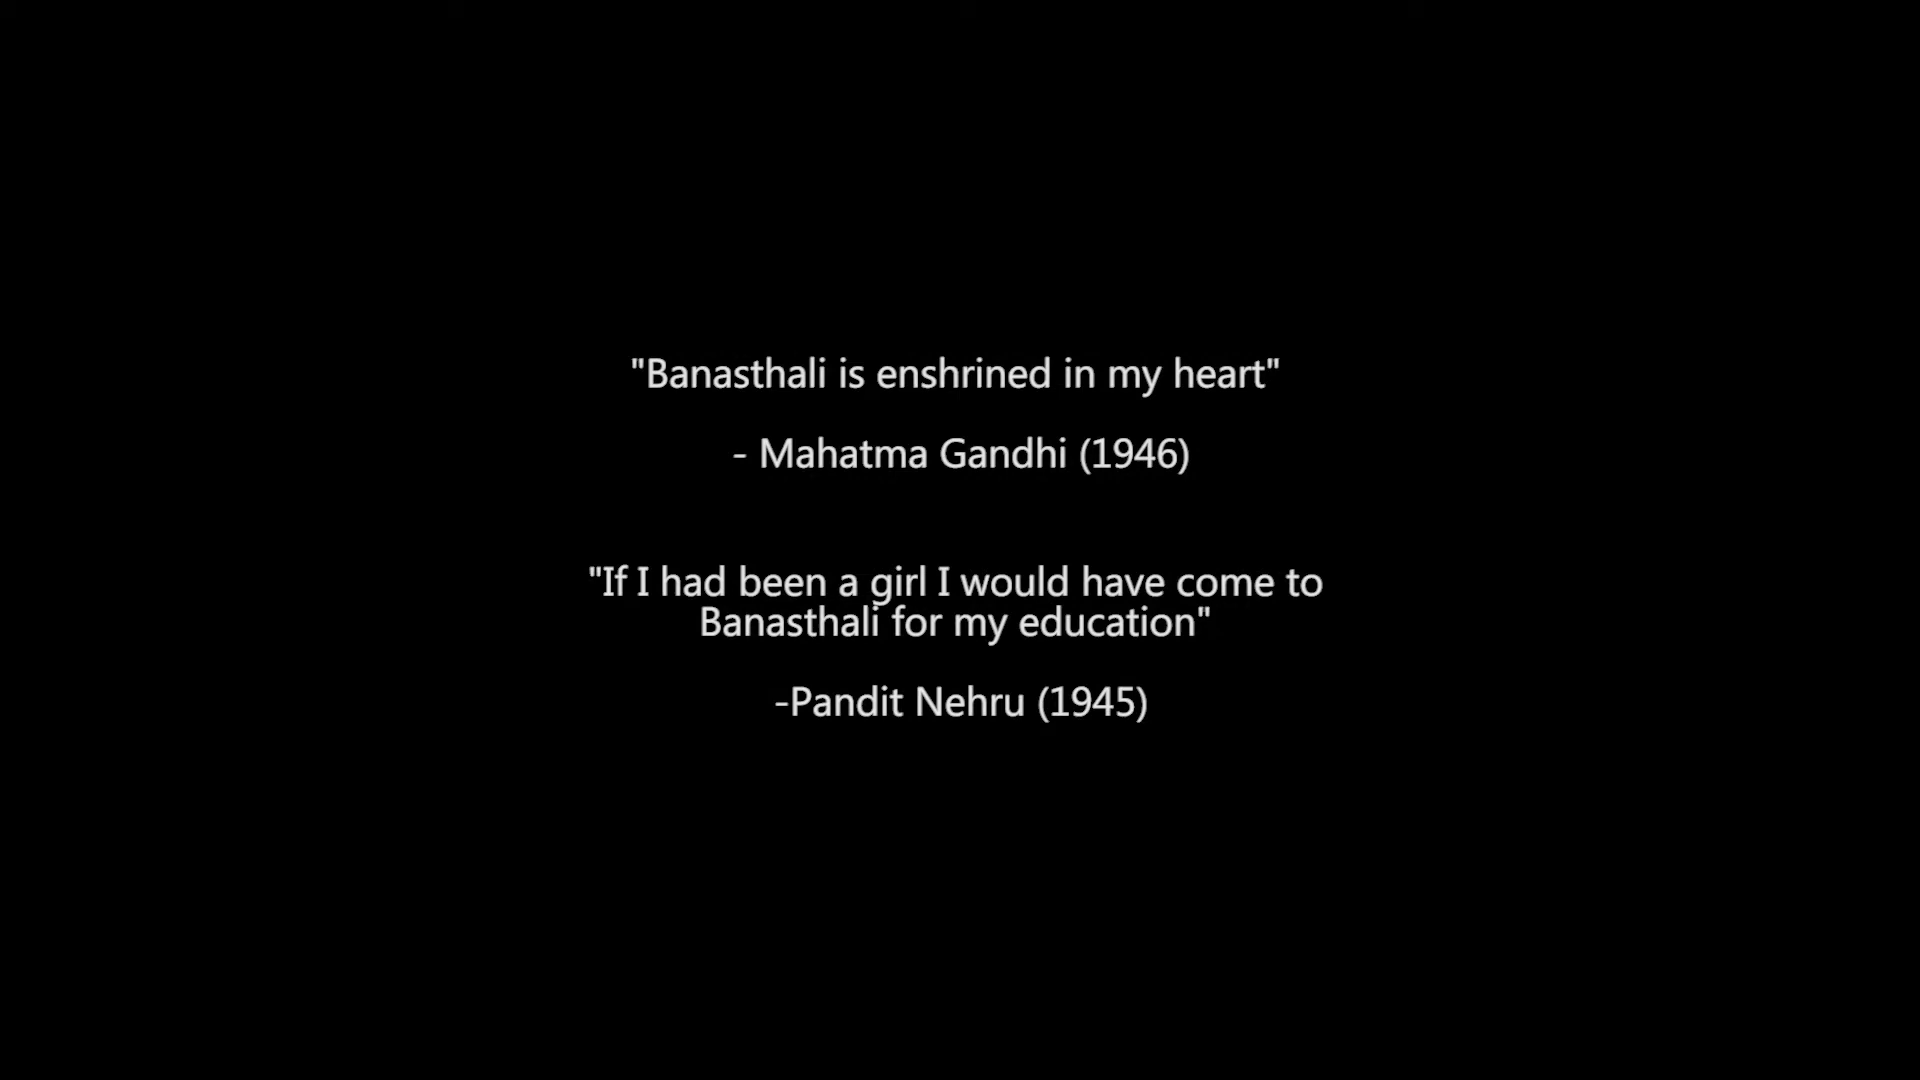 "Banasthali is enshrined in my heart"
- Mahatma Gandhi (1946)
"If I had been a girl I would have come to
Banasthali for my education"
-Pandit Nehru (1945)